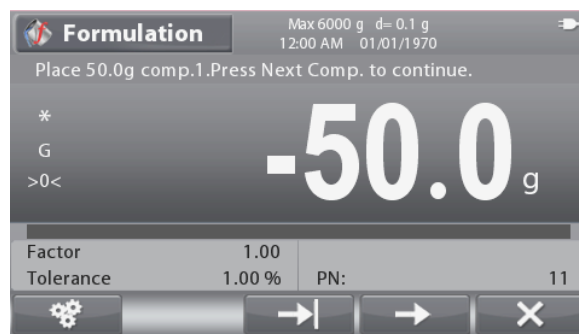 Formulation
Max 6000 g d= 0.1 g
12:00 AM 01/01/1970
Place 50.0g comp.1.Press Next Comp. to continue.
*
G
>0<
-50.0 g
Factor 1.00
Tolerance 1.00 % PN: 11